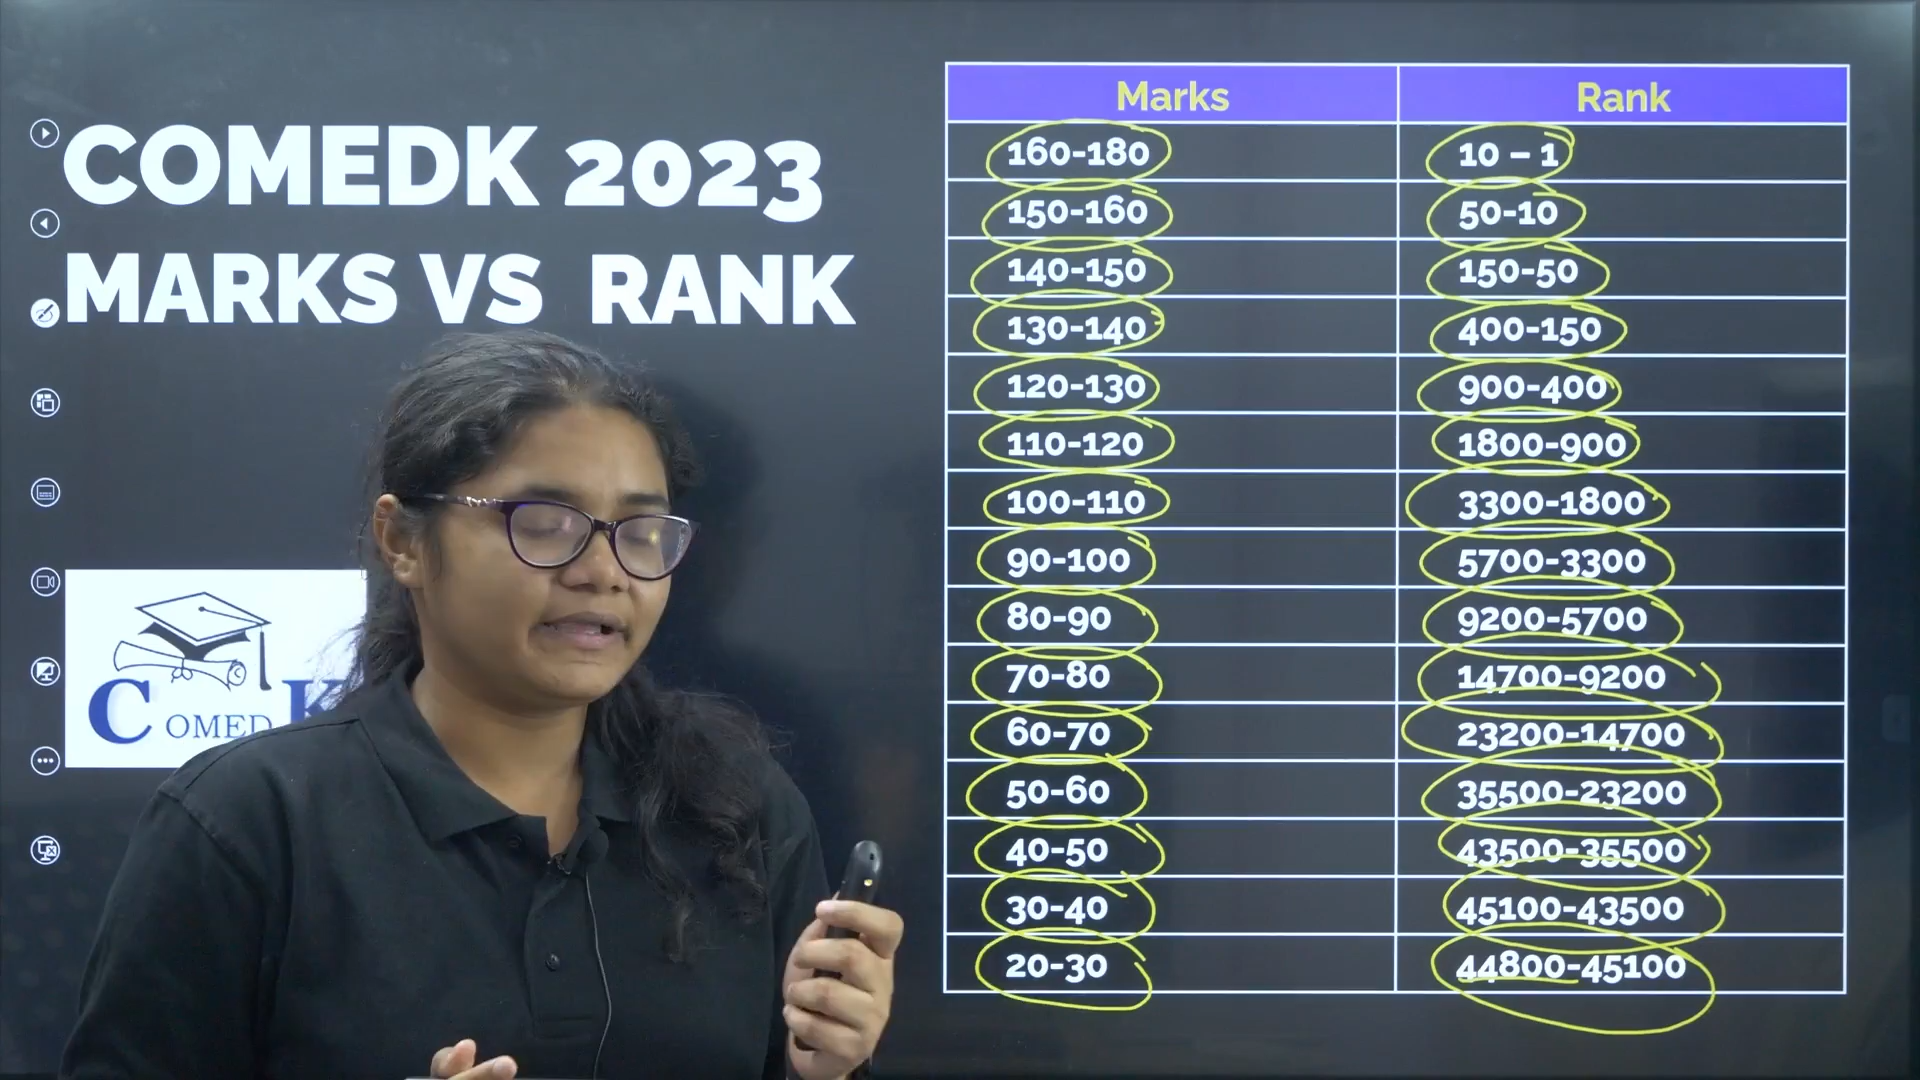 COMEDK 2023
MARKS VS RANK
C OMED K
Marks Rank
160-180 10 – 1
150-160 50-10
140-150 150-50
130-140 400-150
120-130 900-400
110-120 1800-900
100-110 3300-1800
90-100 5700-3300
80-90 9200-5700
70-80 14700-9200
60-70 23200-14700
50-60 35500-23200
40-50 43500-35500
30-40 45100-43500
20-30 44800-45100